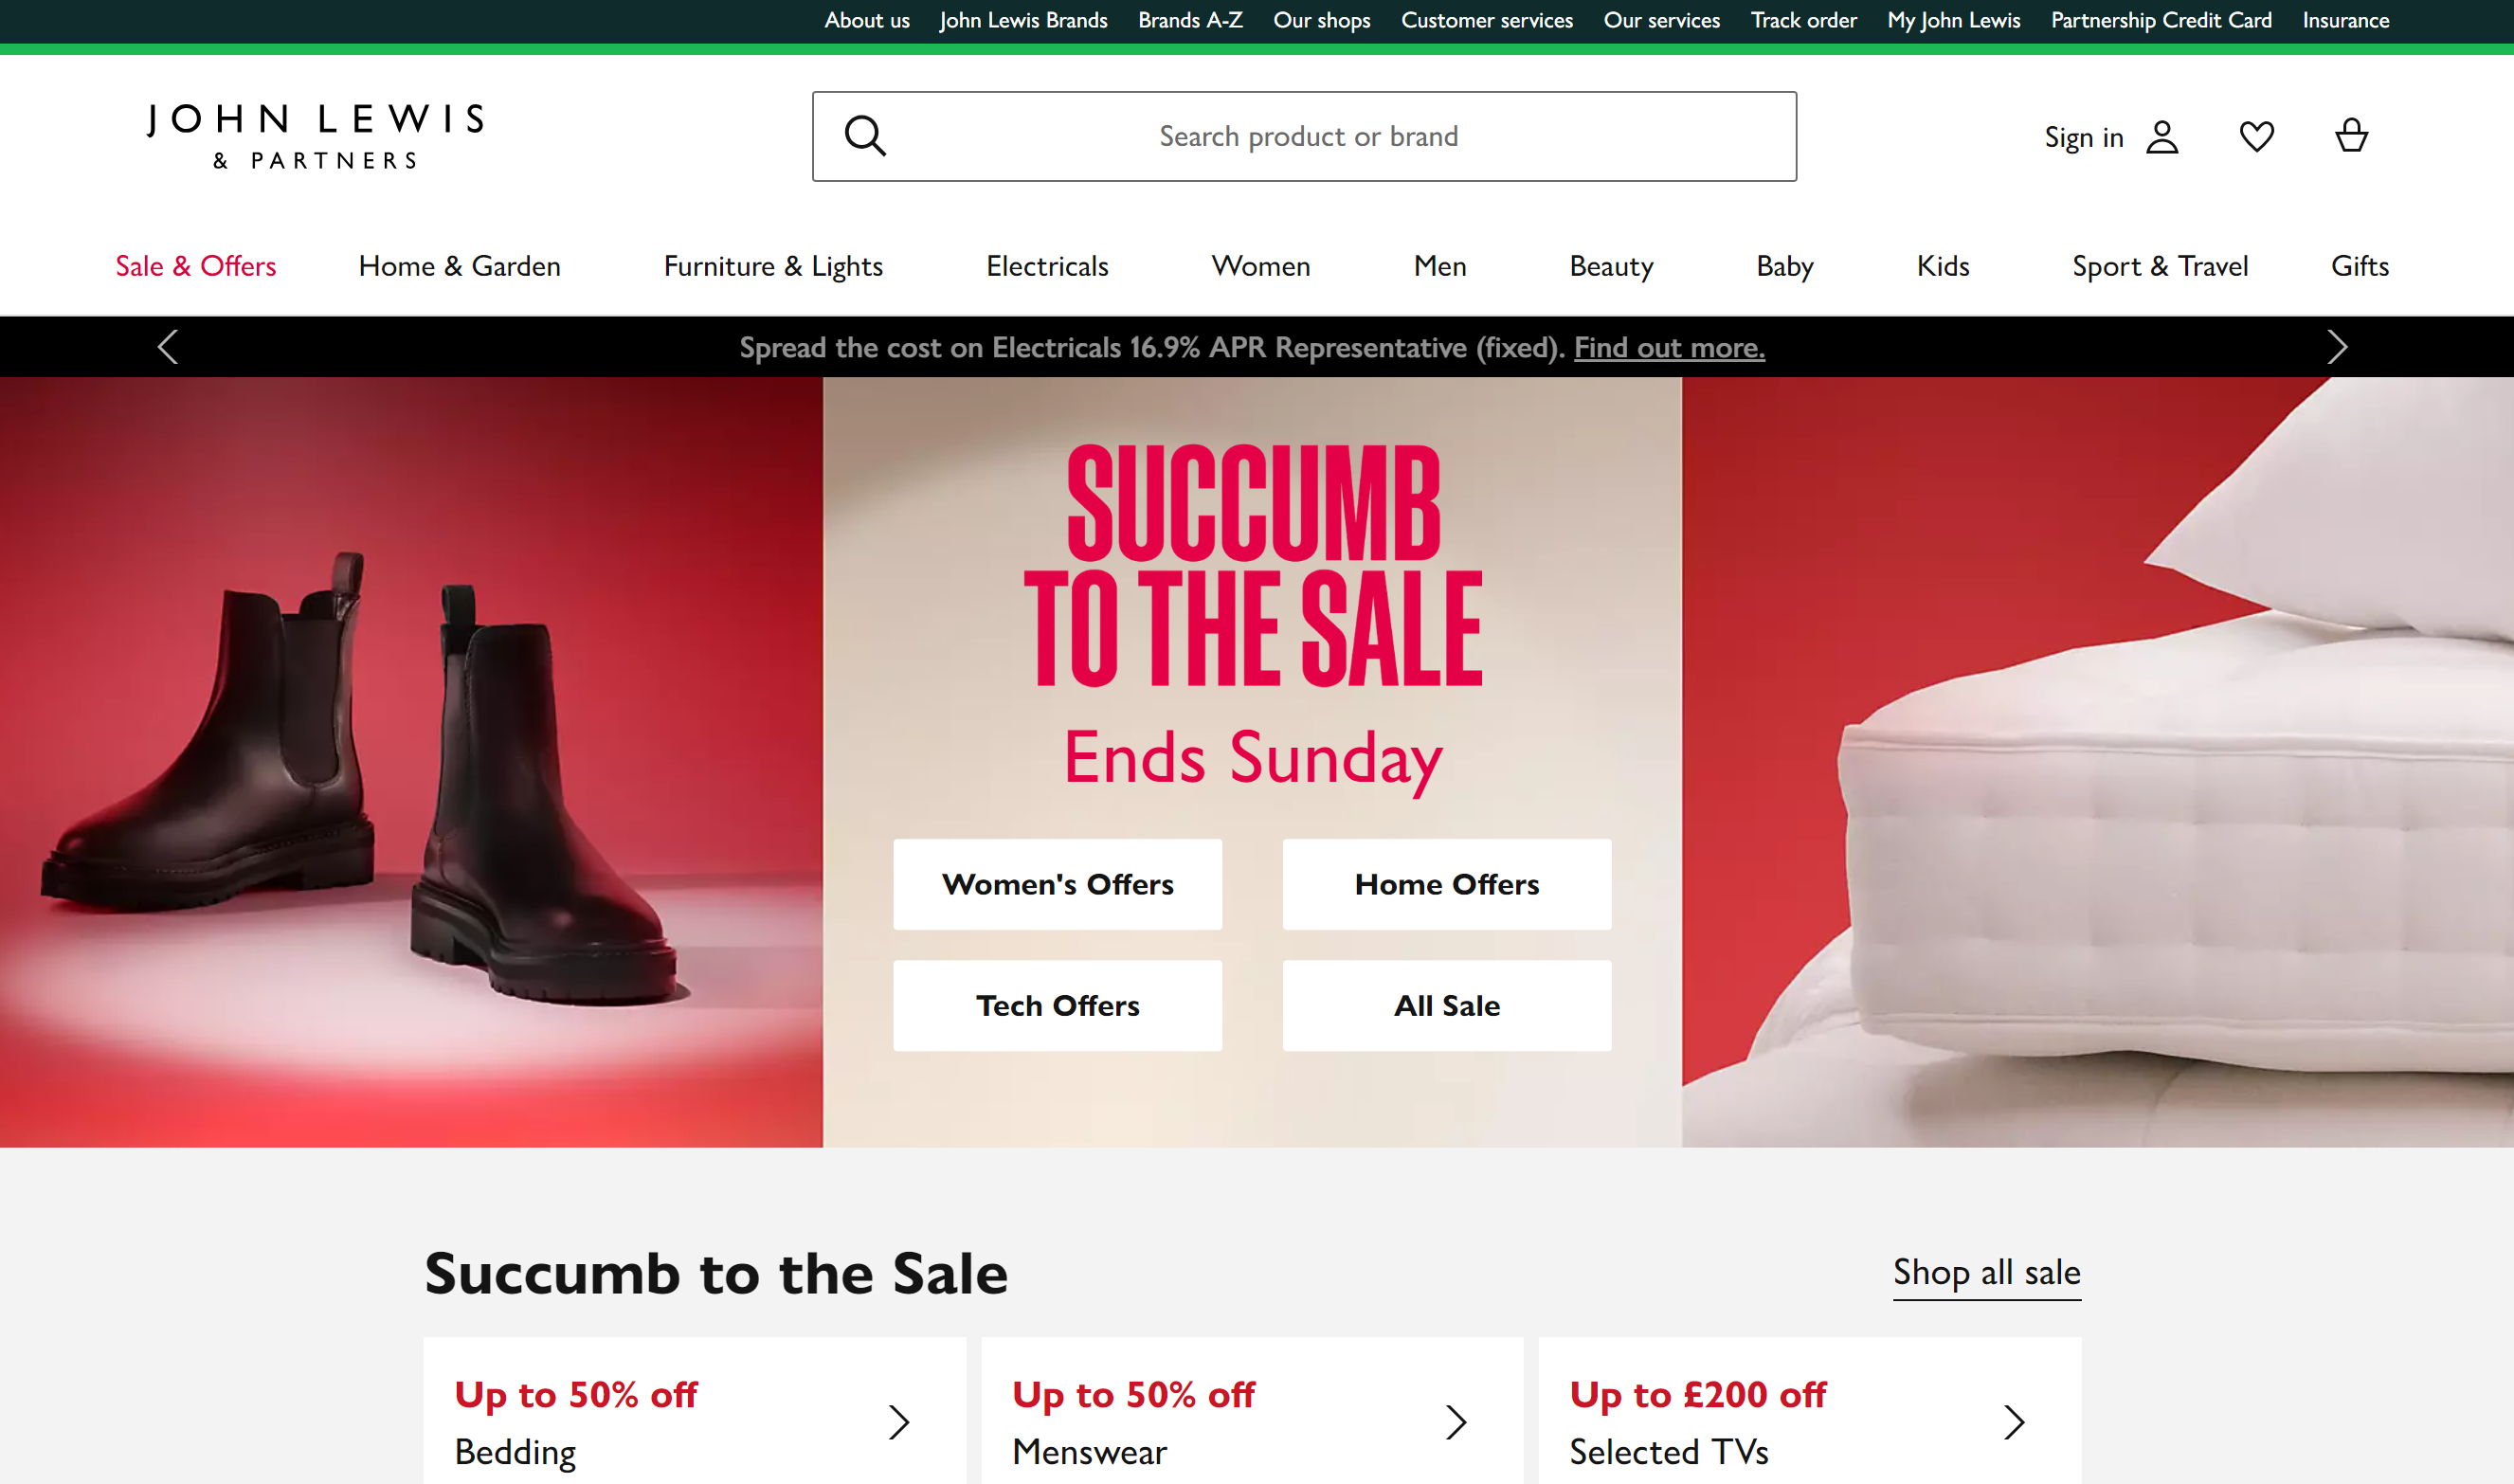 About us John Lewis Brands Brands A-Z Our shops Customer services Our services Track order My John Lewis Partnership Credit Card Insurance
JOHN LEWIS
& PARTNERS
Search product or brand
Sign in
Sale & Offers Home & Garden Furniture & Lights Electricals Women Men Beauty Baby Kids Sport & Travel Gifts
Spread the cost on Electricals 16.9% APR Representative (fixed). Find out more.
SUCCUMB
TO THE SALE
Ends Sunday
Women's Offers Home Offers
Tech Offers All Sale
Succumb to the Sale Shop all sale
Up to 50% off
Bedding
Up to 50% off
Menswear
Up to £200 off
Selected TVs